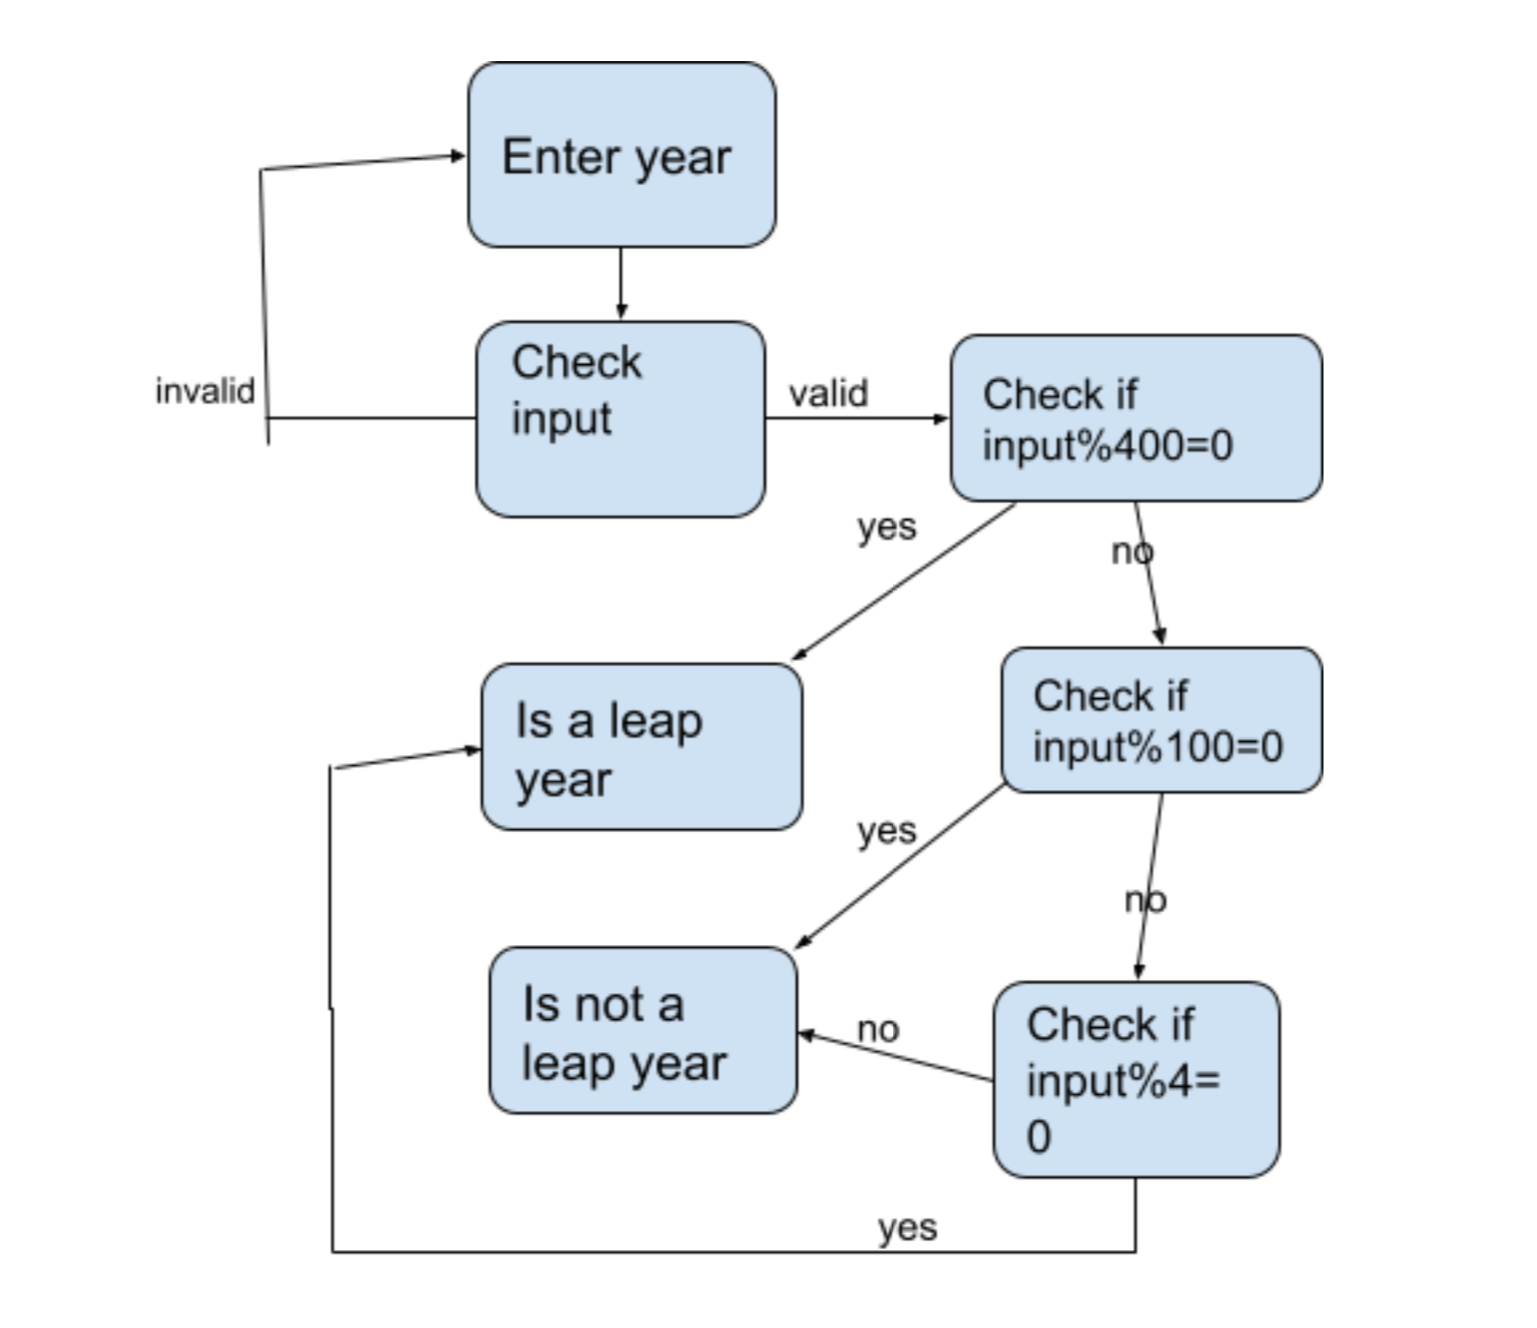 Enter year
Check
input
invalid
valid
Check if
input%400=0
yes
no
Is a leap
year
Check if
input%100=0
yes
no
Is not a
leap year
no
Check if
input%4=
0
yes